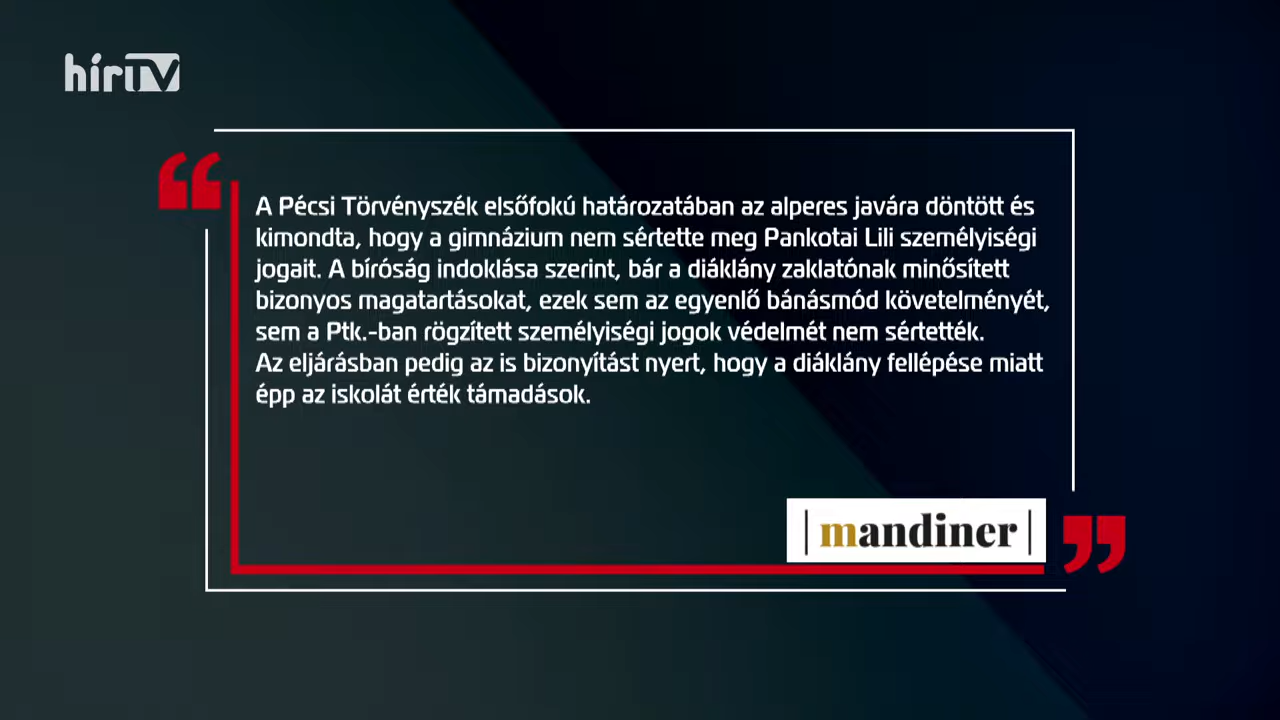 hírTV
A Pécsi Törvényszék elsőfokú határozatában az alperes javára döntött és
kimondta, hogy a gimnázium nem sértette meg Pankotai Lili személyiségi
jogait. A bíróság indoklása szerint, bár a diáklány zaklatónak minősített
bizonyos magatartásokat, ezek sem az egyenlő bánásmód követelményét,
sem a Ptk.-ban rögzített személyiségi jogok védelmét nem sértették.
Az eljárásban pedig az is bizonyítást nyert, hogy a diáklány fellépése miatt
épp az iskolát érték támadások.
|mandiner|